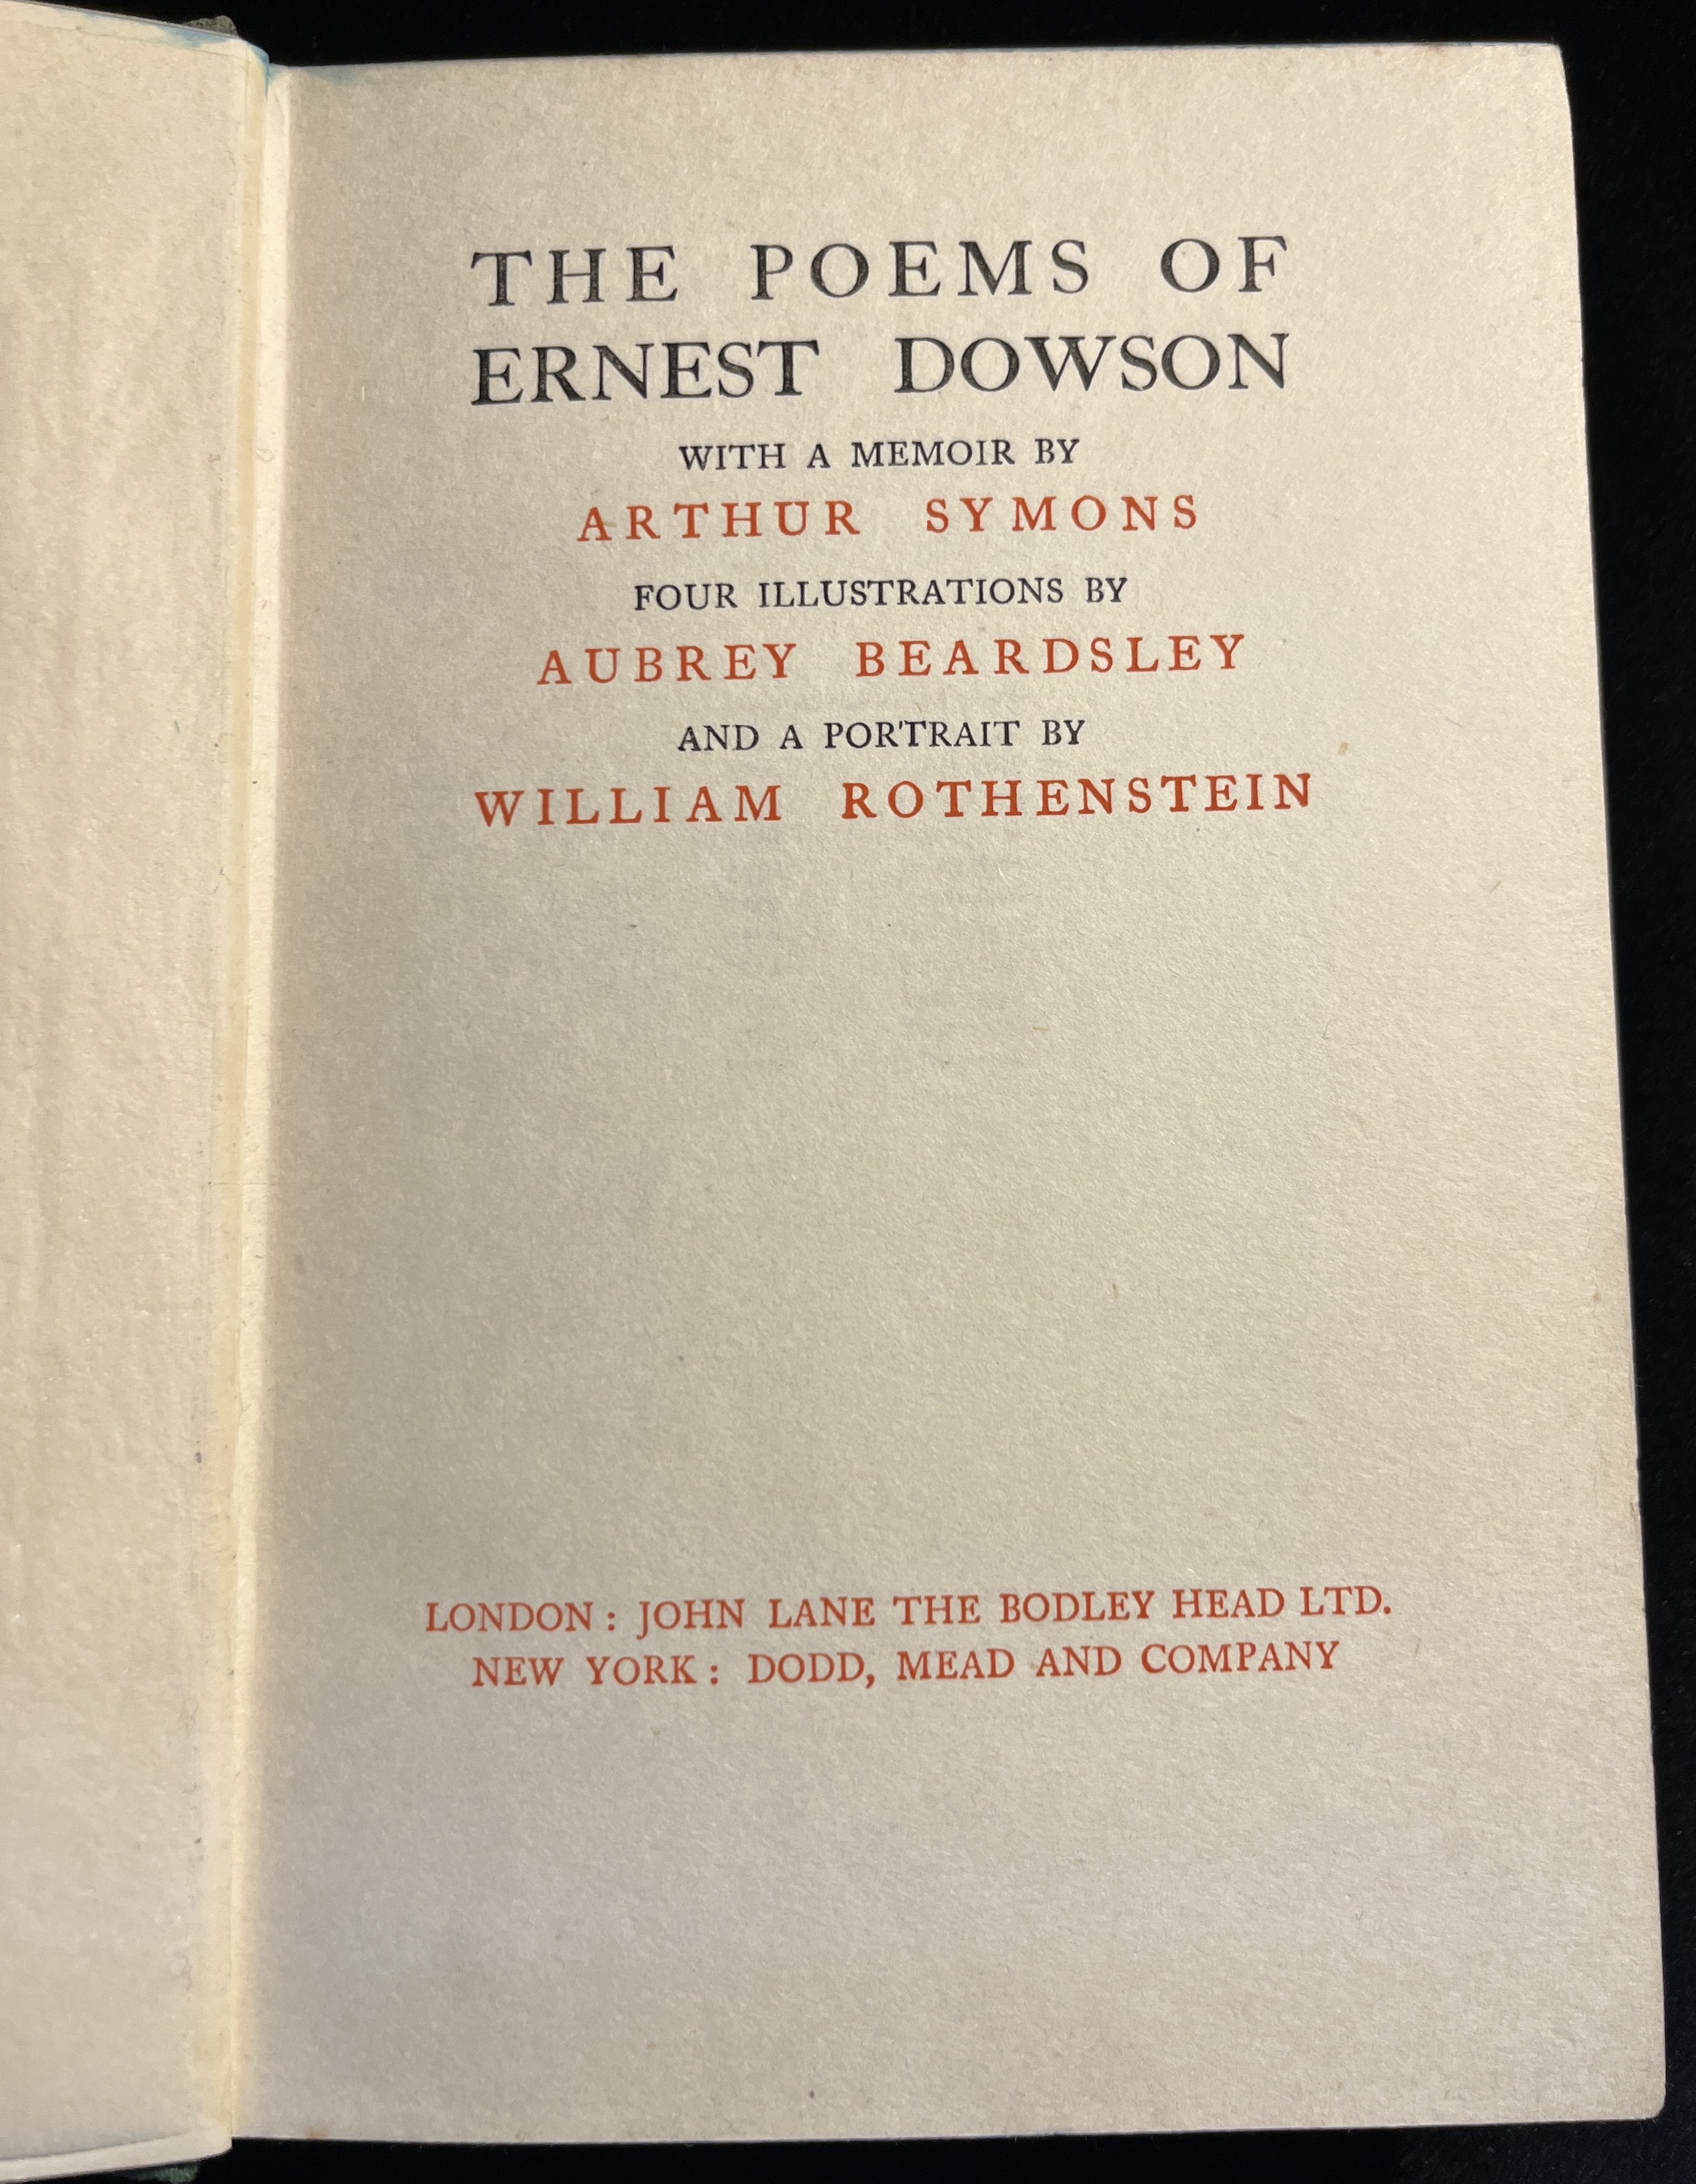 THE POEMS OF
ERNEST DOWSON
WITH A MEMOIR BY
ARTHUR SYMONS
FOUR ILLUSTRATIONS BY
AUBREY BEARDSLEY
AND A PORTRAIT BY
WILLIAM ROTHENSTEIN
LONDON: JOHN LANE THE BODLEY HEAD LTD.
NEW YORK: DODD, MEAD AND COMPANY